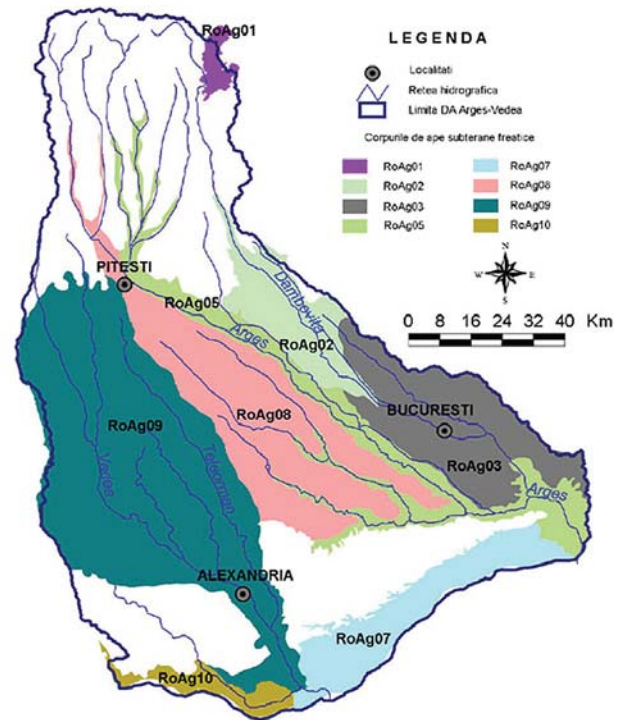 RoAg01
LEGENDA
Localitati
Retea hidrografica
Limita DA Arges-Vedea
Corpurile de ape subterane freatice
RoAg01
RoAg07
RoAg02
RoAg08
RoAg03
RoAg09
RoAg05
RoAg10
N
W E
S
0 8 16 24 32 40 Km
PITESTI
RoAg05
Arges
Dambovita
RoAg02
BUCURESTI
RoAg08
RoAg09
RoAg03
Vedea
Teleorman
Arges
ALEXANDRIA
RoAg07
RoAg10